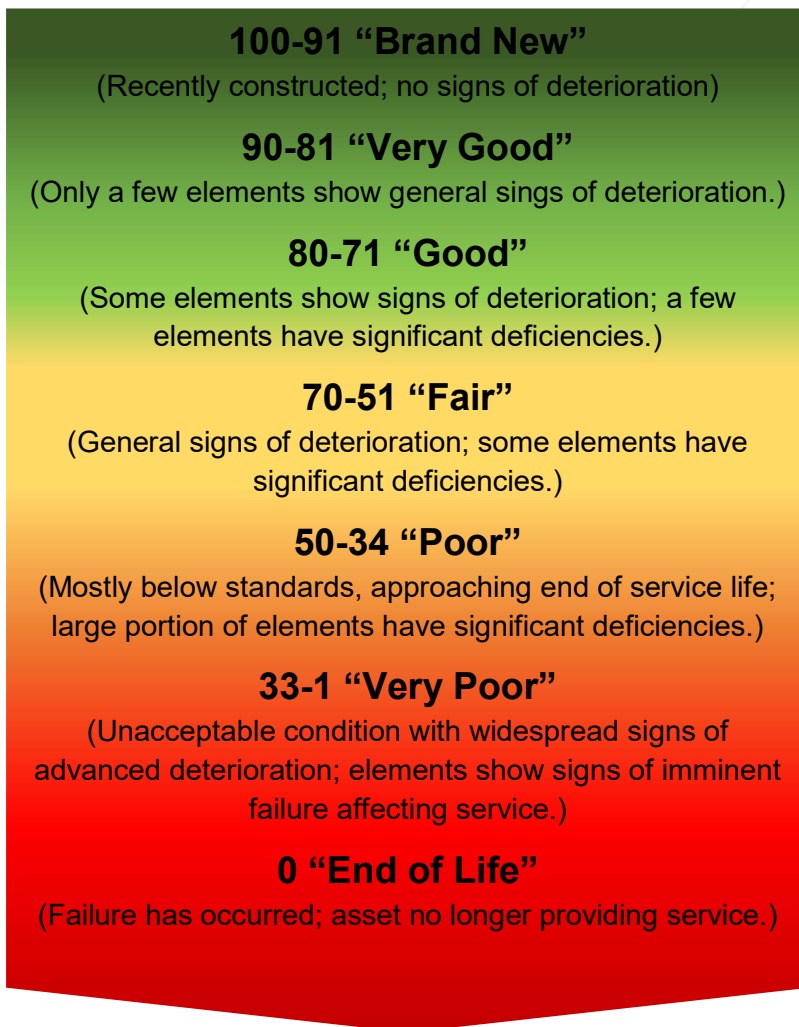 100-91 “Brand New”
(Recently constructed; no signs of deterioration)
90-81 “Very Good”
(Only a few elements show general sings of deterioration.)
80-71 “Good”
(Some elements show signs of deterioration; a few
elements have significant deficiencies.)
70-51 “Fair”
(General signs of deterioration; some elements have
significant deficiencies.)
50-34 “Poor”
(Mostly below standards, approaching end of service life;
large portion of elements have significant deficiencies.)
33-1 “Very Poor”
(Unacceptable condition with widespread signs of
advanced deterioration; elements show signs of imminent
failure affecting service.)
0 “End of Life”
(Failure has occurred; asset no longer providing service.)